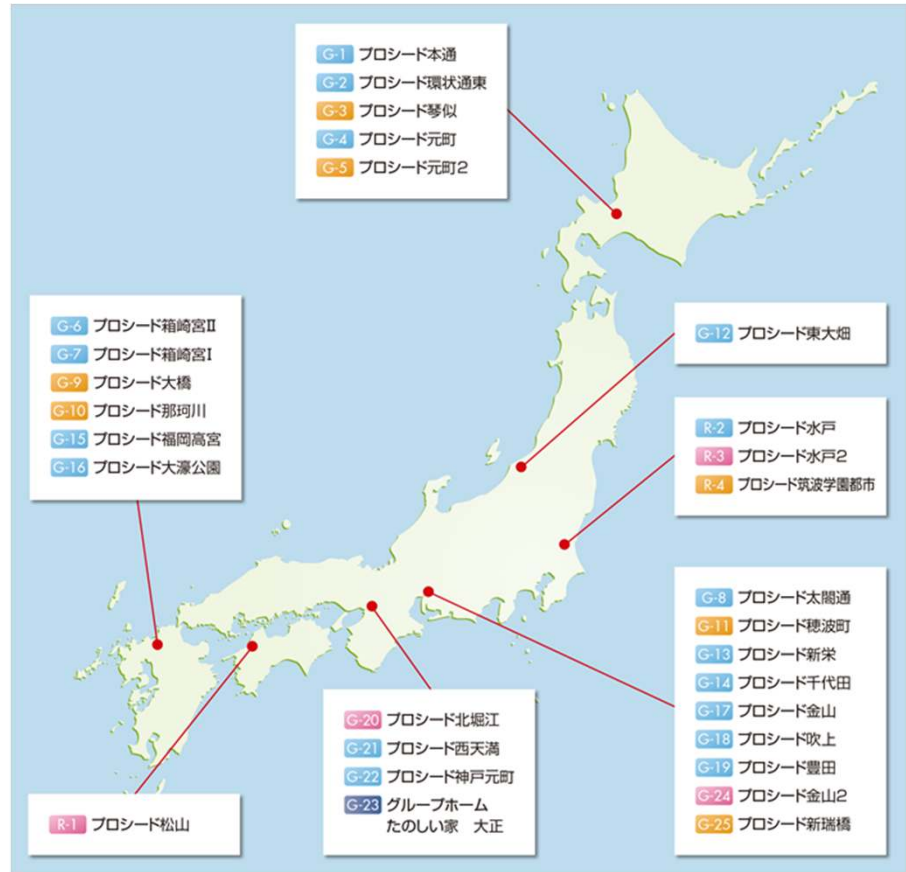 G-1 プロシード本通
G-2 プロシード環状通東
G-3 プロシード琴似
G-4 プロシード元町
G-5 プロシード元町2
G-6 プロシード箱崎宮Ⅱ
G-7 プロシード箱崎宮Ⅰ
G-9 プロシード大橋
G-10 プロシード那珂川
G-15 プロシード福岡高宮
G-16 プロシード大濠公園
G-12 プロシード東大畑
R-2 プロシード水戸
R-3 プロシード水戸2
R-4 プロシード筑波学園都市
G-8 プロシード太閤通
G-11 プロシード穂波町
G-13 プロシード新栄
G-14 プロシード千代田
G-17 プロシード金山
G-18 プロシード吹上
G-19 プロシード豊田
G-24 プロシード金山2
G-25 プロシード新瑞橋
G-20 プロシード北堀江
G-21 プロシード西天満
G-22 プロシード神戸元町
G-23 グループホーム
たのしい家　大正
R-1 プロシード松山